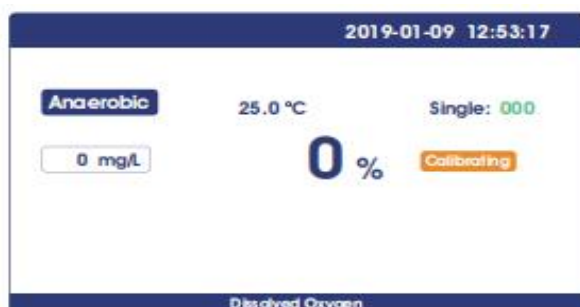 2019-01-09 12:53:17
Anaerobic 25.0 ℃ Single: 000
0 mg/L 0 % Calibrating
Dissolved Oxygen